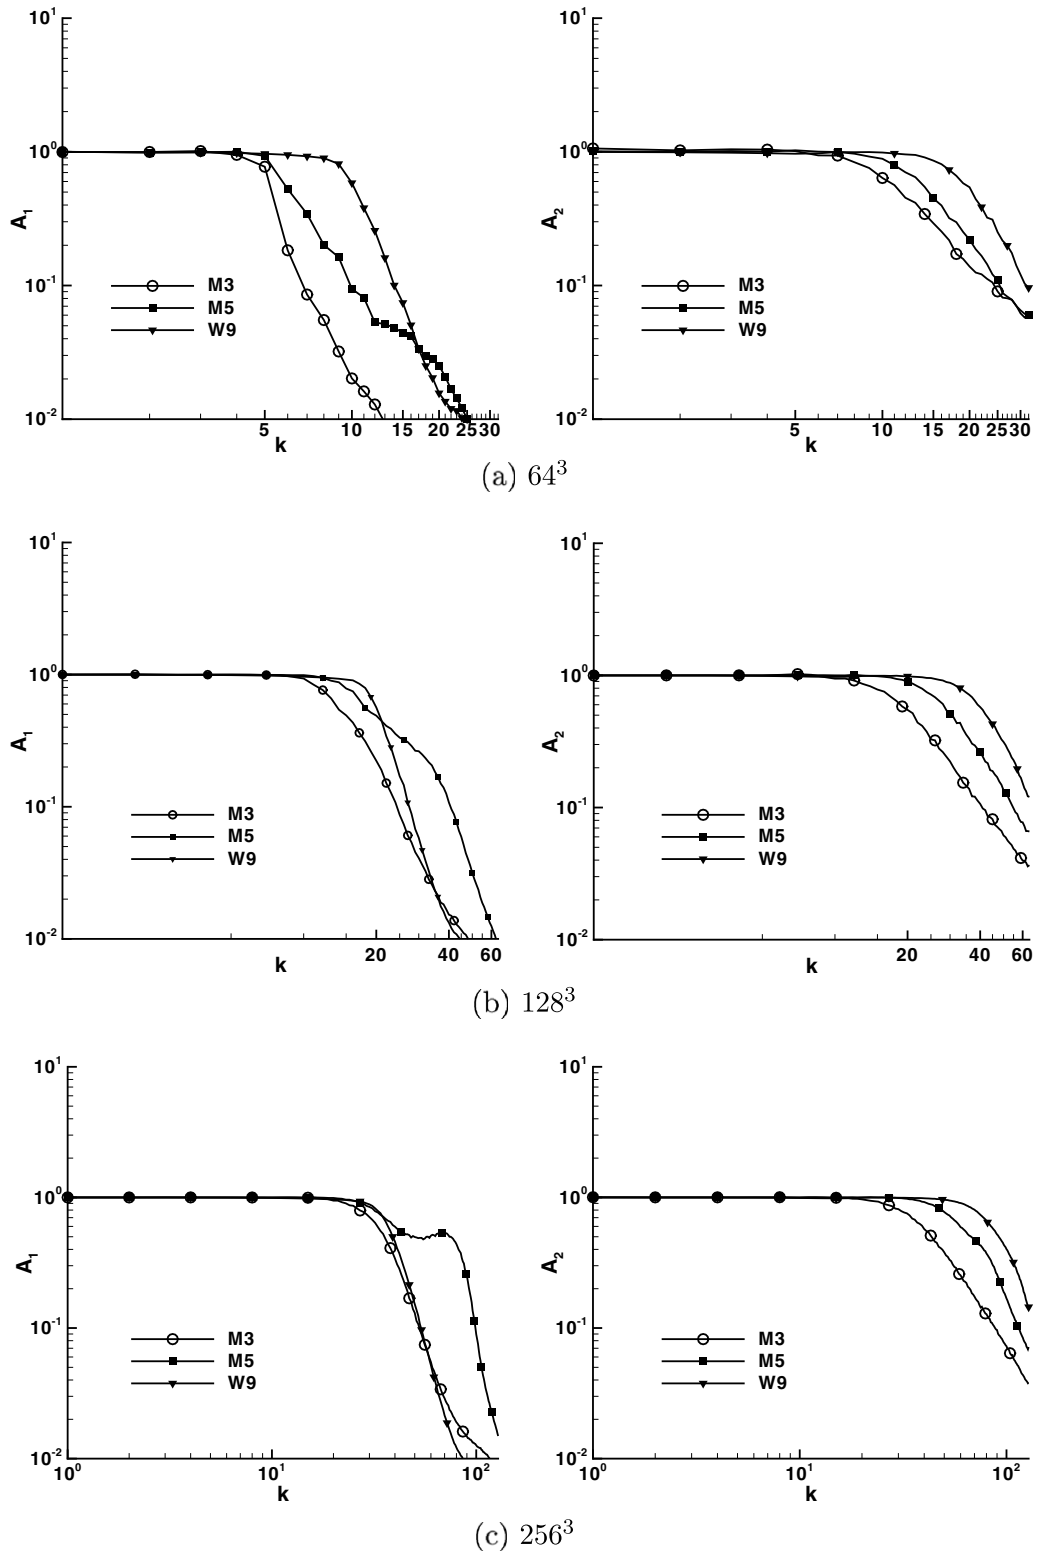 10¹ 10¹
10⁰ 10⁰
A₁ A₂
10⁻¹ 10⁻¹
M3 M3
M5 M5
W9 W9
10⁻² 10⁻²
5 10 15 20 25 30 5 10 15 20 25 30
k k
(a) 64³
10¹ 10¹
10⁰ 10⁰
A₁ A₂
10⁻¹ 10⁻¹
M3 M3
M5 M5
W9 W9
10⁻² 10⁻²
20 40 60 20 40 60
k k
(b) 128³
10¹ 10¹
10⁰ 10⁰
A₁ A₂
10⁻¹ 10⁻¹
M3 M3
M5 M5
W9 W9
10⁻² 10⁻²
10⁰ 10¹ 10² 10⁰ 10¹ 10²
k k
(c) 256³